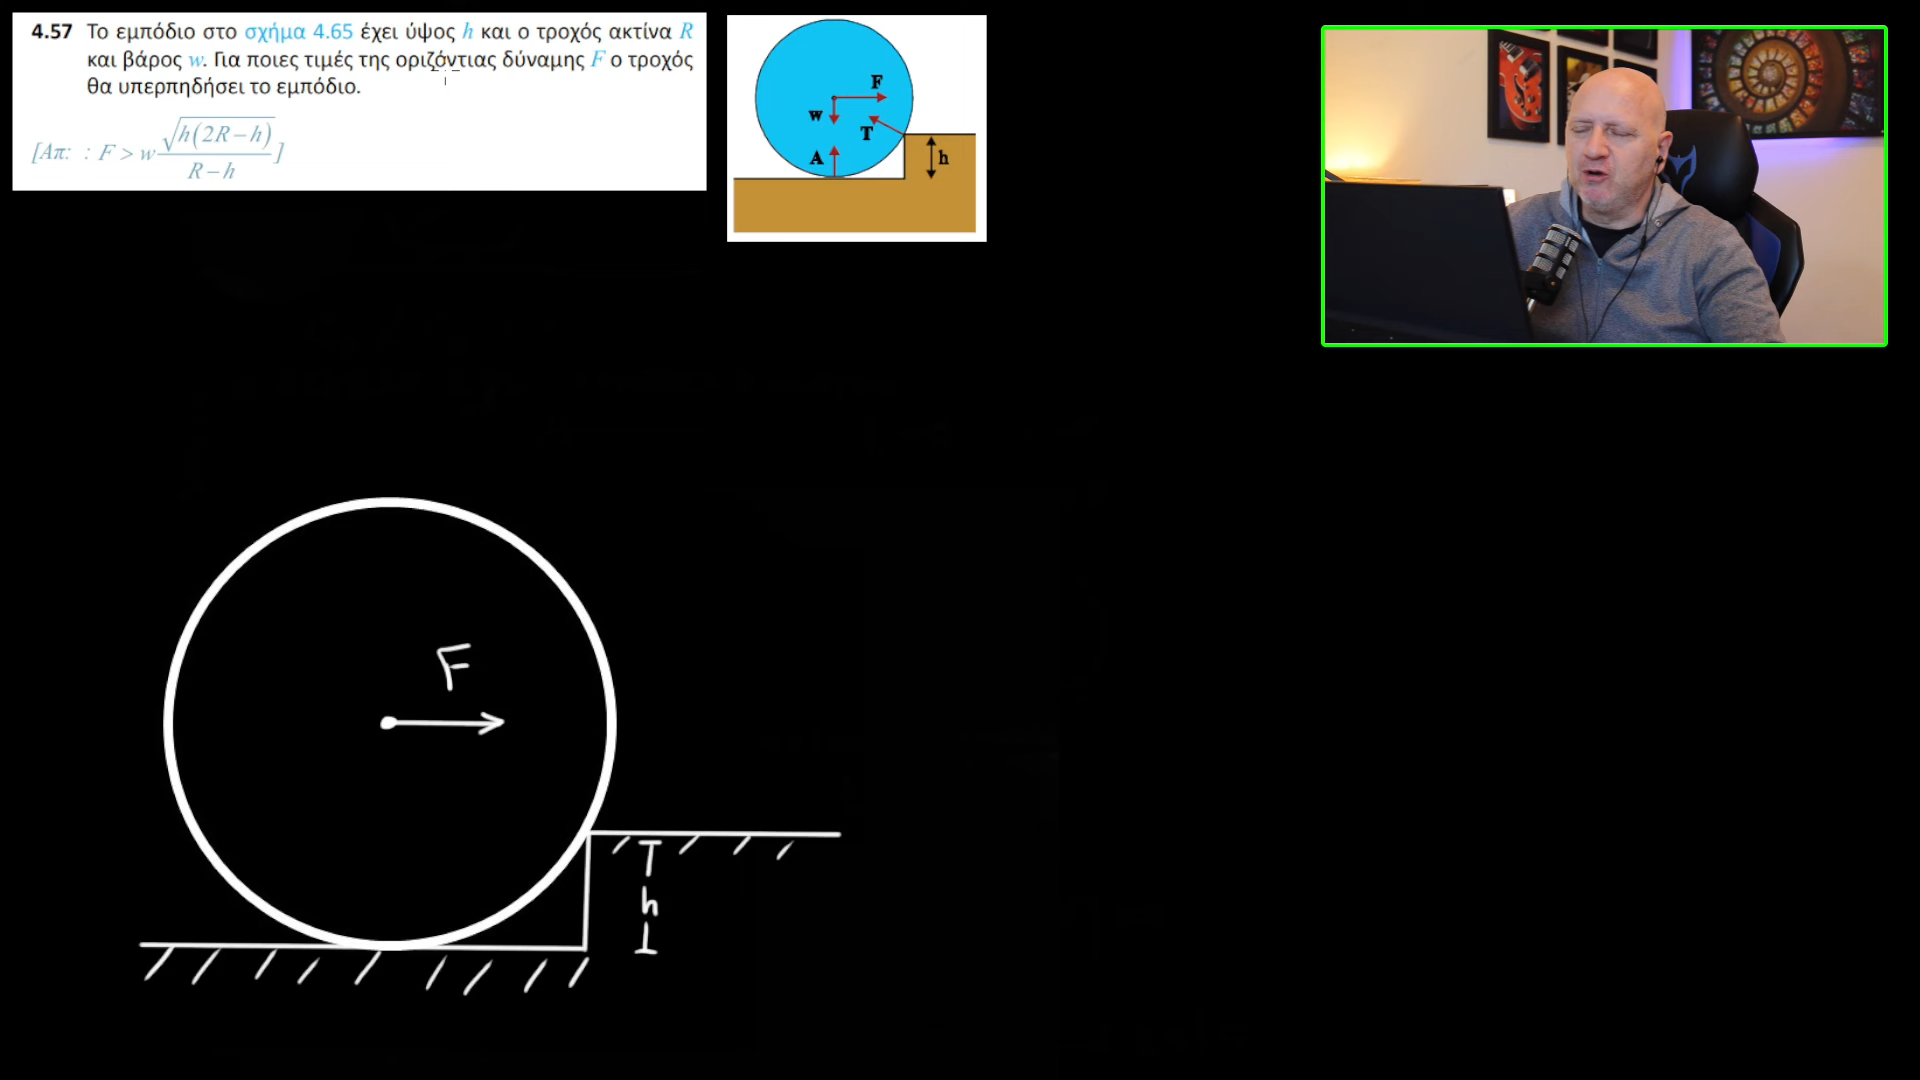 4.57 Το εμπόδιο στο σχήμα 4.65 έχει ύψος h και ο τροχός ακτίνα R
και βάρος w. Για ποιες τιμές της οριζόντιας δύναμης F ο τροχός
θα υπερπηδήσει το εμπόδιο.
[Απ: : F > w √(h(2R – h)) / (R – h)]
F
w
T
A
h
F
h